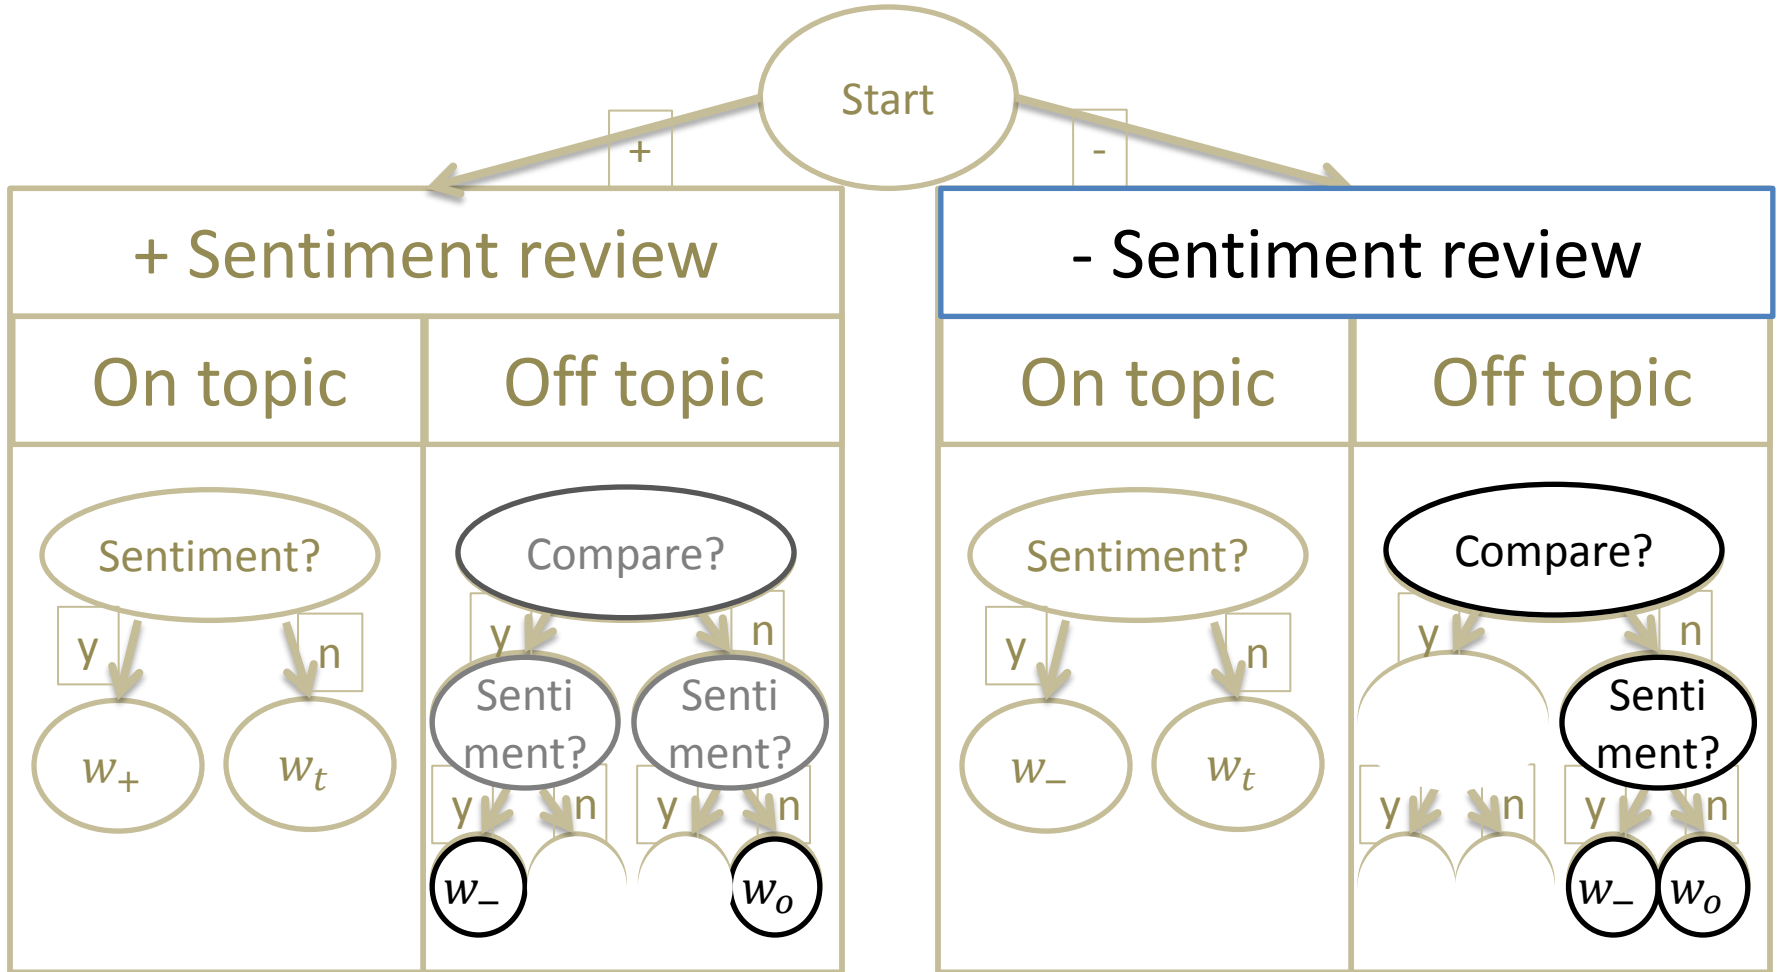 Start
+
-
+ Sentiment review
- Sentiment review
On topic
Off topic
On topic
Off topic
Sentiment?
Compare?
Sentiment?
Compare?
y
n
y
n
y
n
y
n
Senti
ment?
Senti
ment?
Senti
ment?
w₊
wₜ
w₋
wₜ
y
n
y
n
y
n
y
n
w₋
wₒ
w₋
wₒ